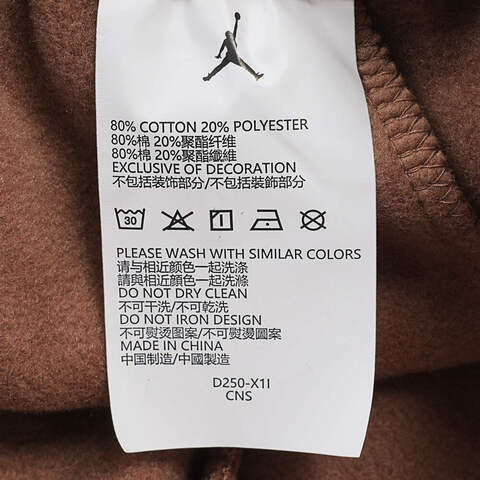 80% COTTON 20% POLYESTER
80%棉 20%聚酯纤维
80%棉 20%聚酯纖維
EXCLUSIVE OF DECORATION
不包括装饰部分/不包括裝飾部分
30
PLEASE WASH WITH SIMILAR COLORS
请与相近颜色一起洗涤
請與相近顏色一起洗滌
DO NOT DRY CLEAN
不可干洗/不可乾洗
DO NOT IRON DESIGN
不可熨烫图案/不可熨燙圖案
MADE IN CHINA
中国制造/中國製造
D250-X1I
CNS